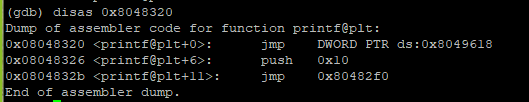 (gdb) disas 0x8048320
Dump of assembler code for function printf@plt:
0x08048320 <printf@plt+0>: jmp DWORD PTR ds:0x8049618
0x08048326 <printf@plt+6>: push 0x10
0x0804832b <printf@plt+11>: jmp 0x80482f0
End of assembler dump.